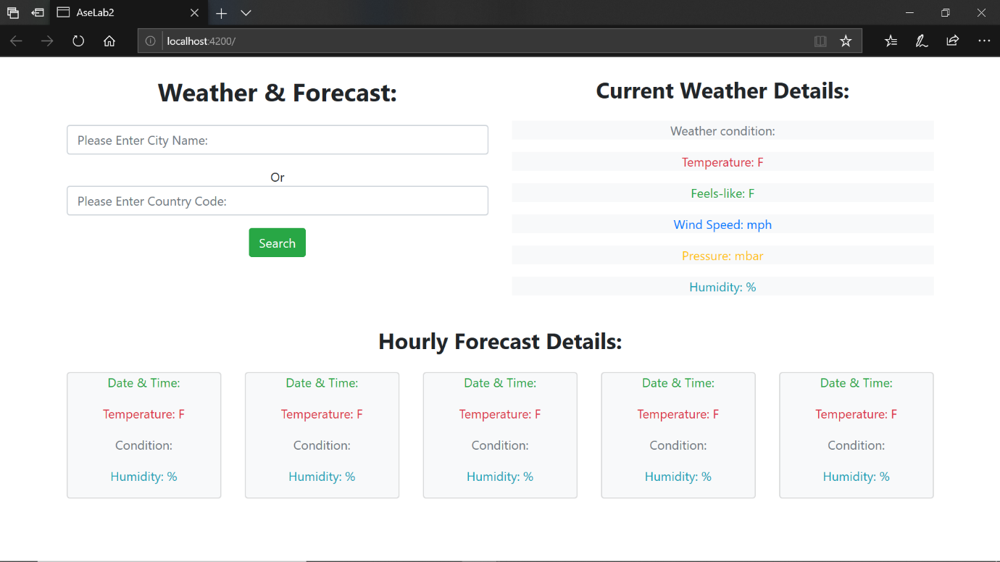 AseLab2
localhost:4200/
Weather & Forecast:
Please Enter City Name:
Or
Please Enter Country Code:
Search
Current Weather Details:
Weather condition:
Temperature: F
Feels-like: F
Wind Speed: mph
Pressure: mbar
Humidity: %
Hourly Forecast Details:
Date & Time:
Temperature: F
Condition:
Humidity: %
Date & Time:
Temperature: F
Condition:
Humidity: %
Date & Time:
Temperature: F
Condition:
Humidity: %
Date & Time:
Temperature: F
Condition:
Humidity: %
Date & Time:
Temperature: F
Condition:
Humidity: %